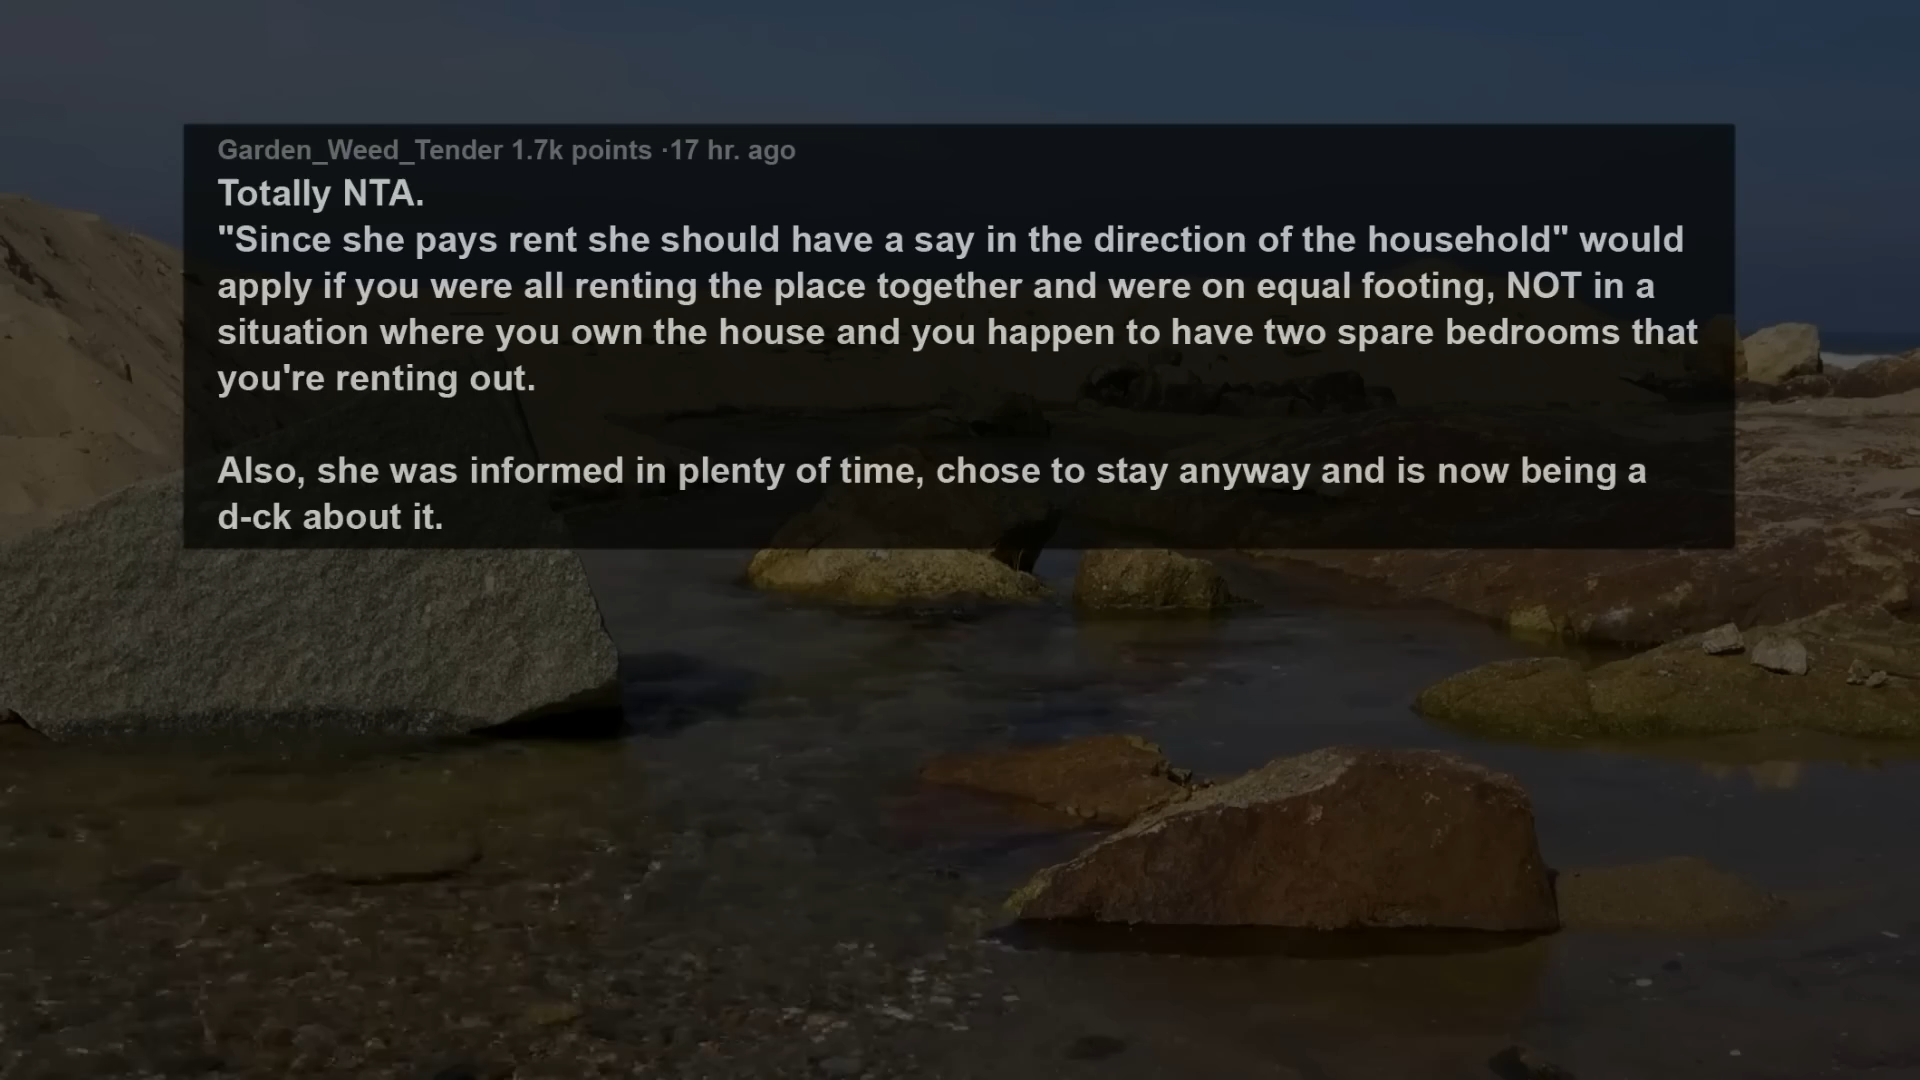 Garden_Weed_Tender 1.7k points ·17 hr. ago
Totally NTA.
"Since she pays rent she should have a say in the direction of the household" would
apply if you were all renting the place together and were on equal footing, NOT in a
situation where you own the house and you happen to have two spare bedrooms that
you're renting out.
Also, she was informed in plenty of time, chose to stay anyway and is now being a
d-ck about it.